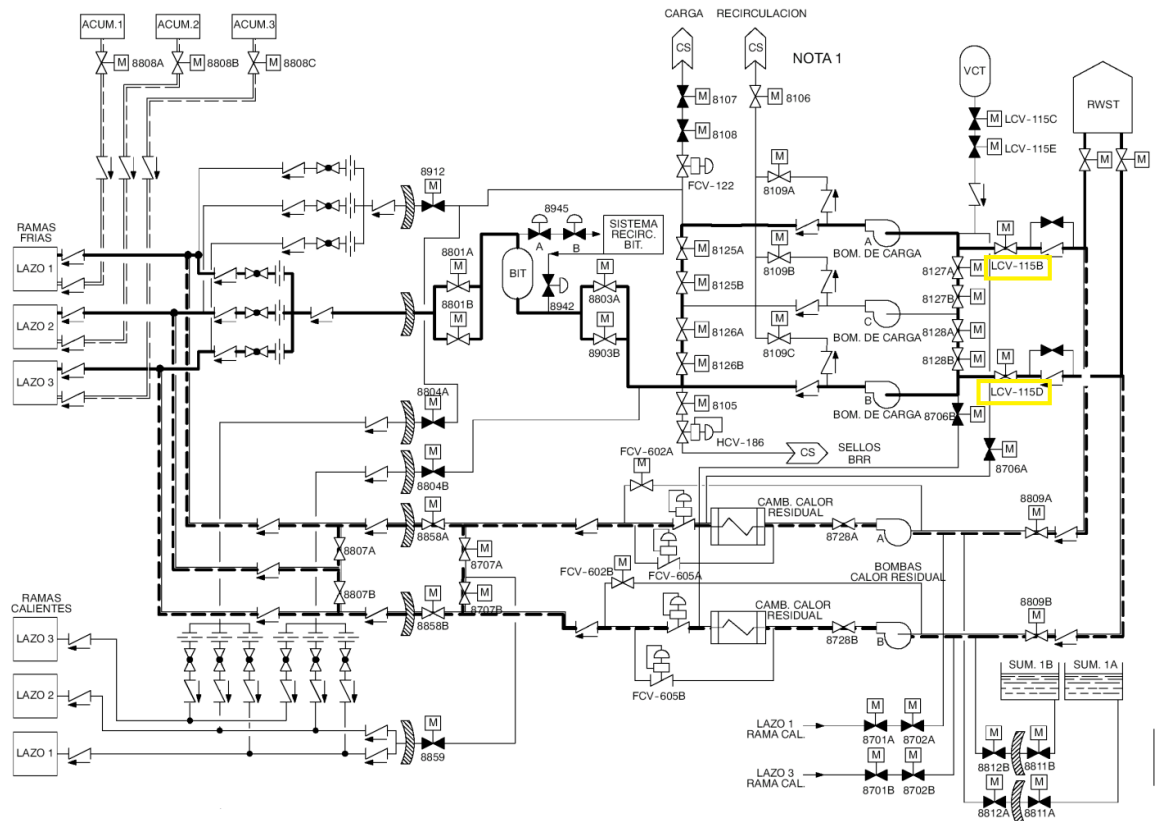 CARGA RECIRCULACION
ACUM.1
ACUM.2
ACUM.3
CS
CS
NOTA 1
VCT
RWST
M 8808A
M 8808B
M 8808C
M 8107
M 8106
M LCV-115C
M 8108
M LCV-115E
M
M
FCV-122
M
8109A
8912
M
8945
A
B
SISTEMA
RECIRC.
BIT.
RAMAS
FRIAS
LAZO 1
LAZO 2
LAZO 3
8801A
M
8801B
M
BIT
8942
8803A
M
M
8903B
M 8125A
M 8125B
M 8126A
M 8126B
M
8109B
M
8109C
A
BOM. DE CARGA
C
BOM. DE CARGA
B
BOM. DE CARGA
8127A M
8127B M
8128A M
8128B M
M
LCV-115B
M
LCV-115D
8706B
M
M
8706A
M 8105
HCV-186
CS
SELLOS
BRR
8804A
M
M
8804B
M
8858A
FCV-602A
M
CAMB. CALOR
RESIDUAL
8728A
A
8809A
M
8807A
8807B
M
8707A
M
8707B
FCV-605A
FCV-602B
M
BOMBAS
CALOR RESIDUAL
M
8858B
CAMB. CALOR
RESIDUAL
8728B
B
8809B
M
FCV-605B
RAMAS
CALIENTES
LAZO 3
LAZO 2
LAZO 1
M
8859
SUM. 1B
SUM. 1A
LAZO 1
RAMA CAL.
M
8701A
M
8702A
LAZO 3
RAMA CAL.
M
8701B
M
8702B
M
8812B
M
8811B
M
8812A
M
8811A